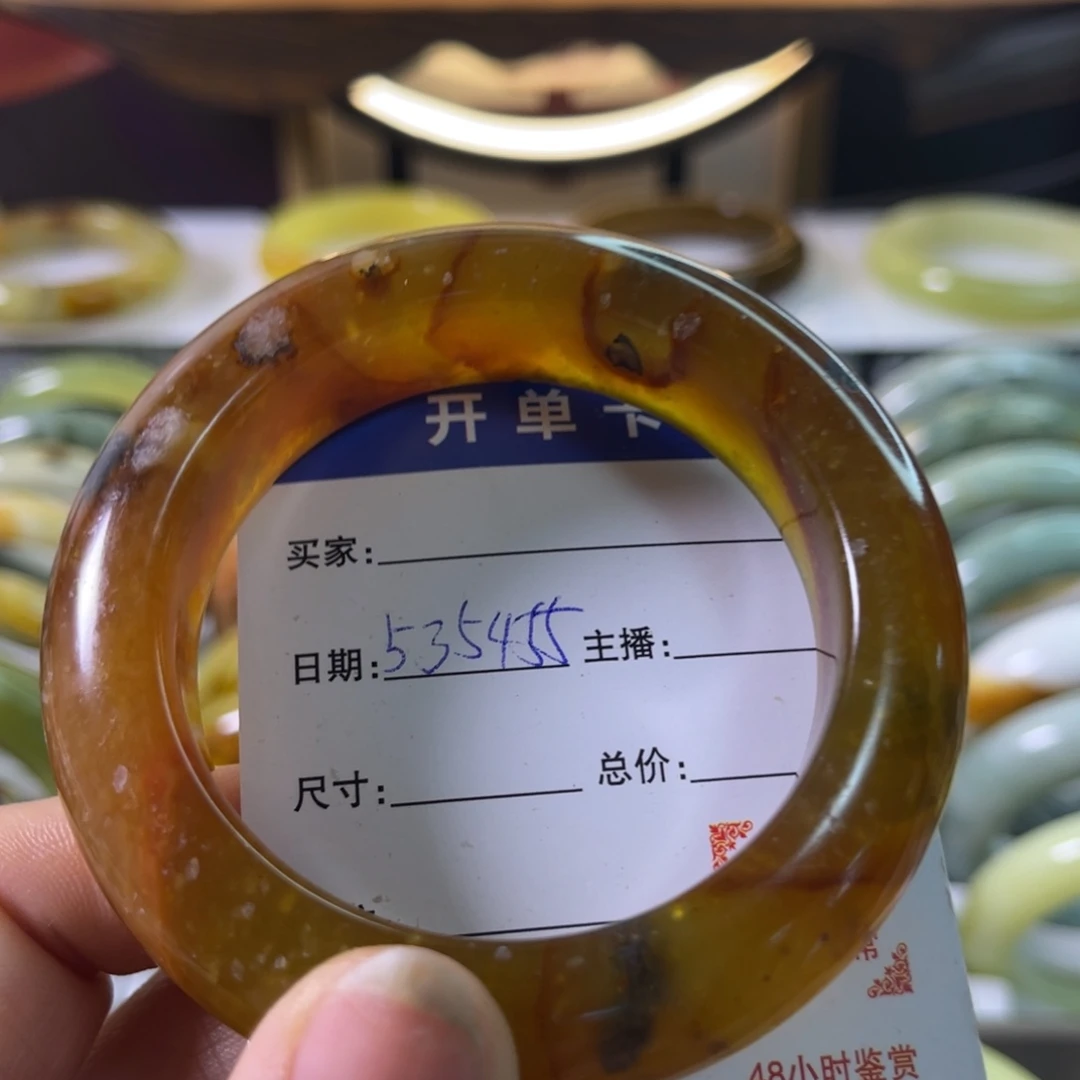 开单卡
买家:
日期:535455 主播:
尺寸: 总价:
48小时鉴赏